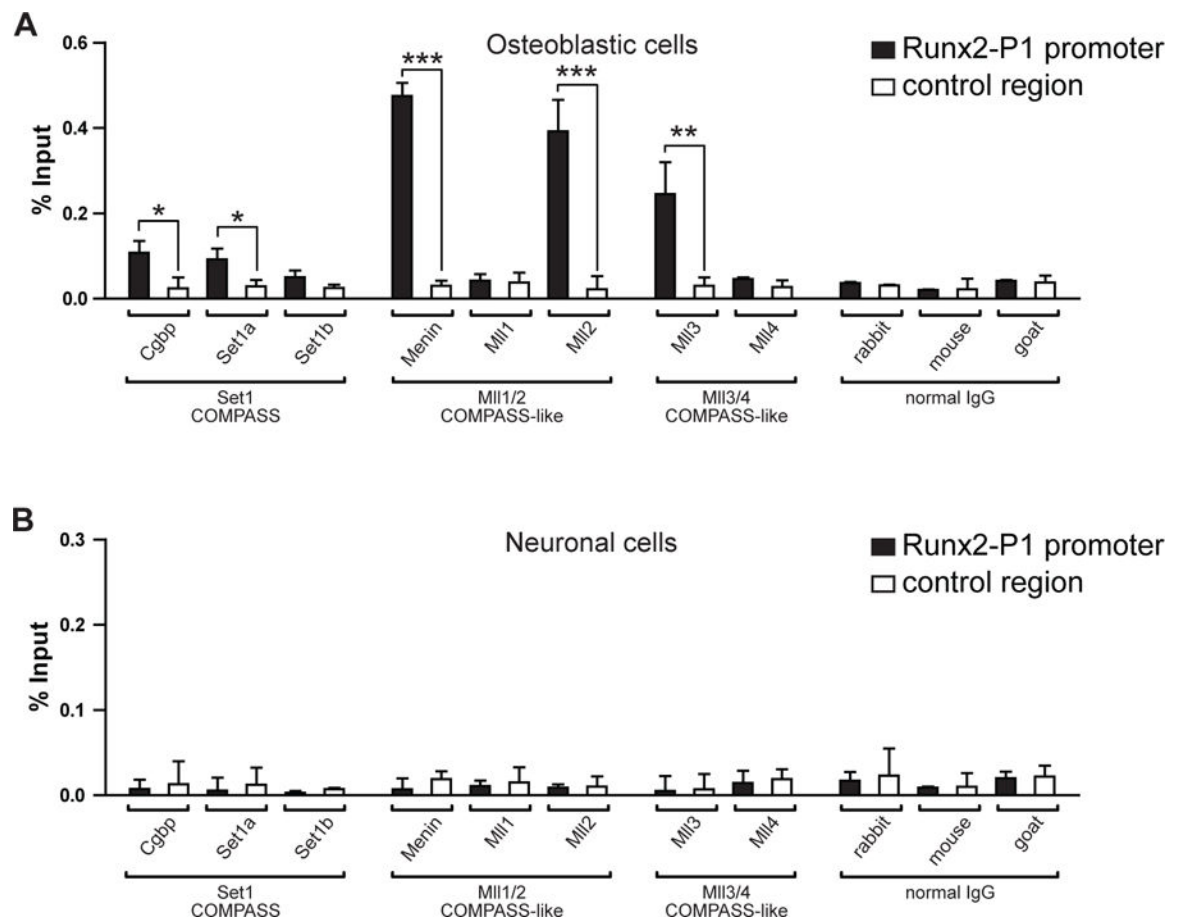 A
Osteoblastic cells
Runx2-P1 promoter
control region
% Input
0.6
0.4
0.2
0.0
*
*
***
***
**
Cgbp
Set1a
Set1b
Menin
Mll1
Mll2
Mll3
Mll4
rabbit
mouse
goat
Set1
COMPASS
Mll1/2
COMPASS-like
Mll3/4
COMPASS-like
normal IgG
B
Neuronal cells
Runx2-P1 promoter
control region
% Input
0.3
0.2
0.1
0.0
Cgbp
Set1a
Set1b
Menin
Mll1
Mll2
Mll3
Mll4
rabbit
mouse
goat
Set1
COMPASS
Mll1/2
COMPASS-like
Mll3/4
COMPASS-like
normal IgG